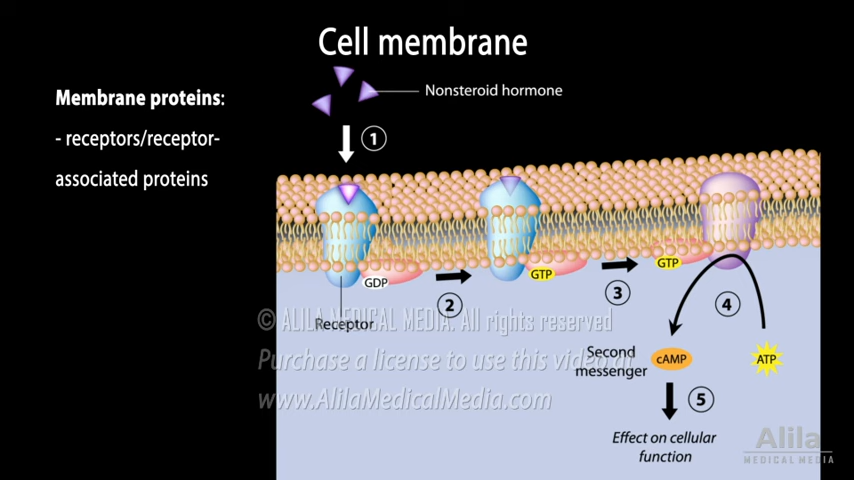 Cell membrane
Membrane proteins:
- receptors/receptor-
associated proteins
Nonsteroid hormone
1
GDP
2
GTP
3
GTP
4
Receptor
© ALILA MEDICAL MEDIA. All rights reserved
Purchase a license to use this video at
www.AlilaMedicalMedia.com
Second
messenger
cAMP
ATP
5
Effect on cellular
function
Alila
MEDICAL MEDIA